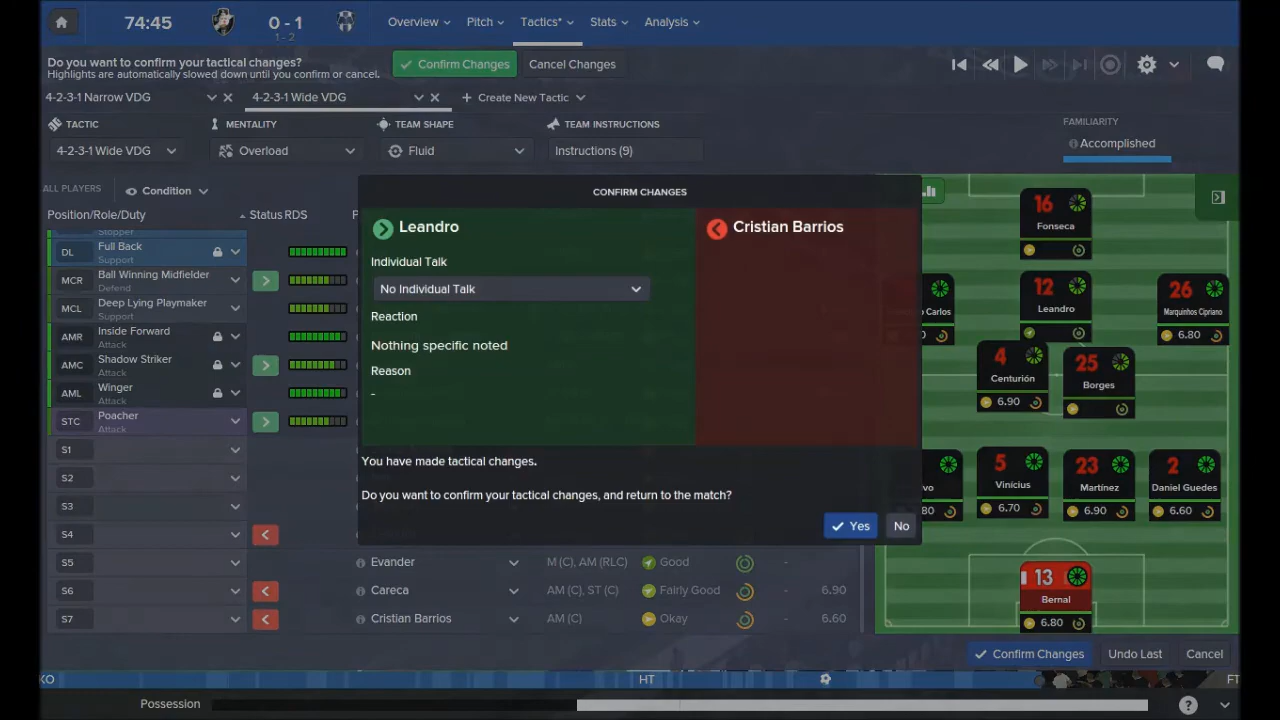 74:45
0 - 1
1 - 2
Overview
Pitch
Tactics*
Stats
Analysis
Do you want to confirm your tactical changes?
Highlights are automatically slowed down until you confirm or cancel.
Confirm Changes
Cancel Changes
4-2-3-1 Narrow VDG
4-2-3-1 Wide VDG
Create New Tactic
TACTIC
MENTALITY
TEAM SHAPE
TEAM INSTRUCTIONS
FAMILIARITY
4-2-3-1 Wide VDG
Overload
Fluid
Instructions (9)
Accomplished
ALL PLAYERS
Condition
Position/Role/Duty
Status RDS
Stopper
DL Full Back
Support
MCR Ball Winning Midfielder
Defend
MCL Deep Lying Playmaker
Support
AMR Inside Forward
Attack
AMC Shadow Striker
Attack
AML Winger
Attack
STC Poacher
Attack
S1
S2
S3
S4
S5 Evander M (C), AM (RLC) Good -
S6 Careca AM (C), ST (C) Fairly Good - 6.90
S7 Cristian Barrios AM (C) Okay - 6.60
CONFIRM CHANGES
Leandro
Cristian Barrios
Individual Talk
No Individual Talk
Reaction
Nothing specific noted
Reason
-
You have made tactical changes.
Do you want to confirm your tactical changes, and return to the match?
Yes
No
16
Fonseca
12
Leandro
26
Marquinhos Cipriano
6.80
Carlos
4
Centurión
6.90
25
Borges
5
Vinícius
6.70
23
Martínez
6.90
2
Daniel Guedes
6.60
13
Bernal
6.80
Confirm Changes
Undo Last
Cancel
KO
HT
FT
Possession
?